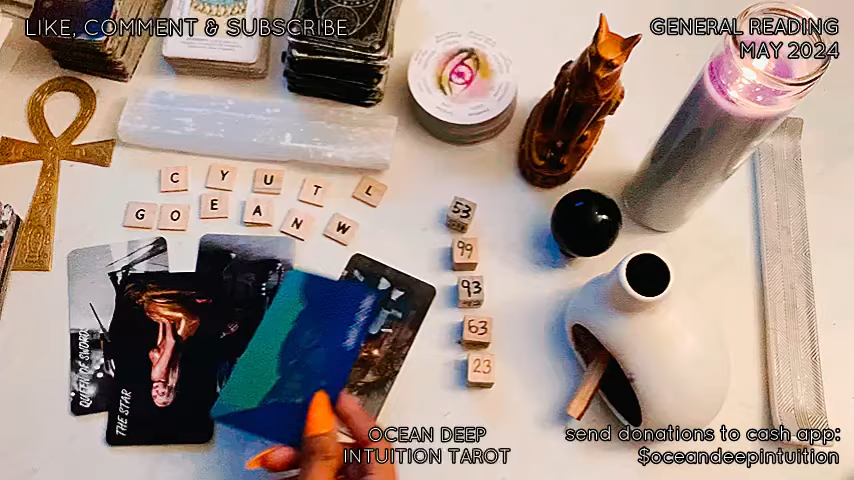 LIKE, COMMENT & SUBSCRIBE
GENERAL READING
MAY 2024
C Y U T L
G O E A N W
53
99
93
63
23
QUEEN OF SWORDS
THE STAR
OCEAN DEEP
INTUITION TAROT
send donations to cash app:
$oceandeepintuition